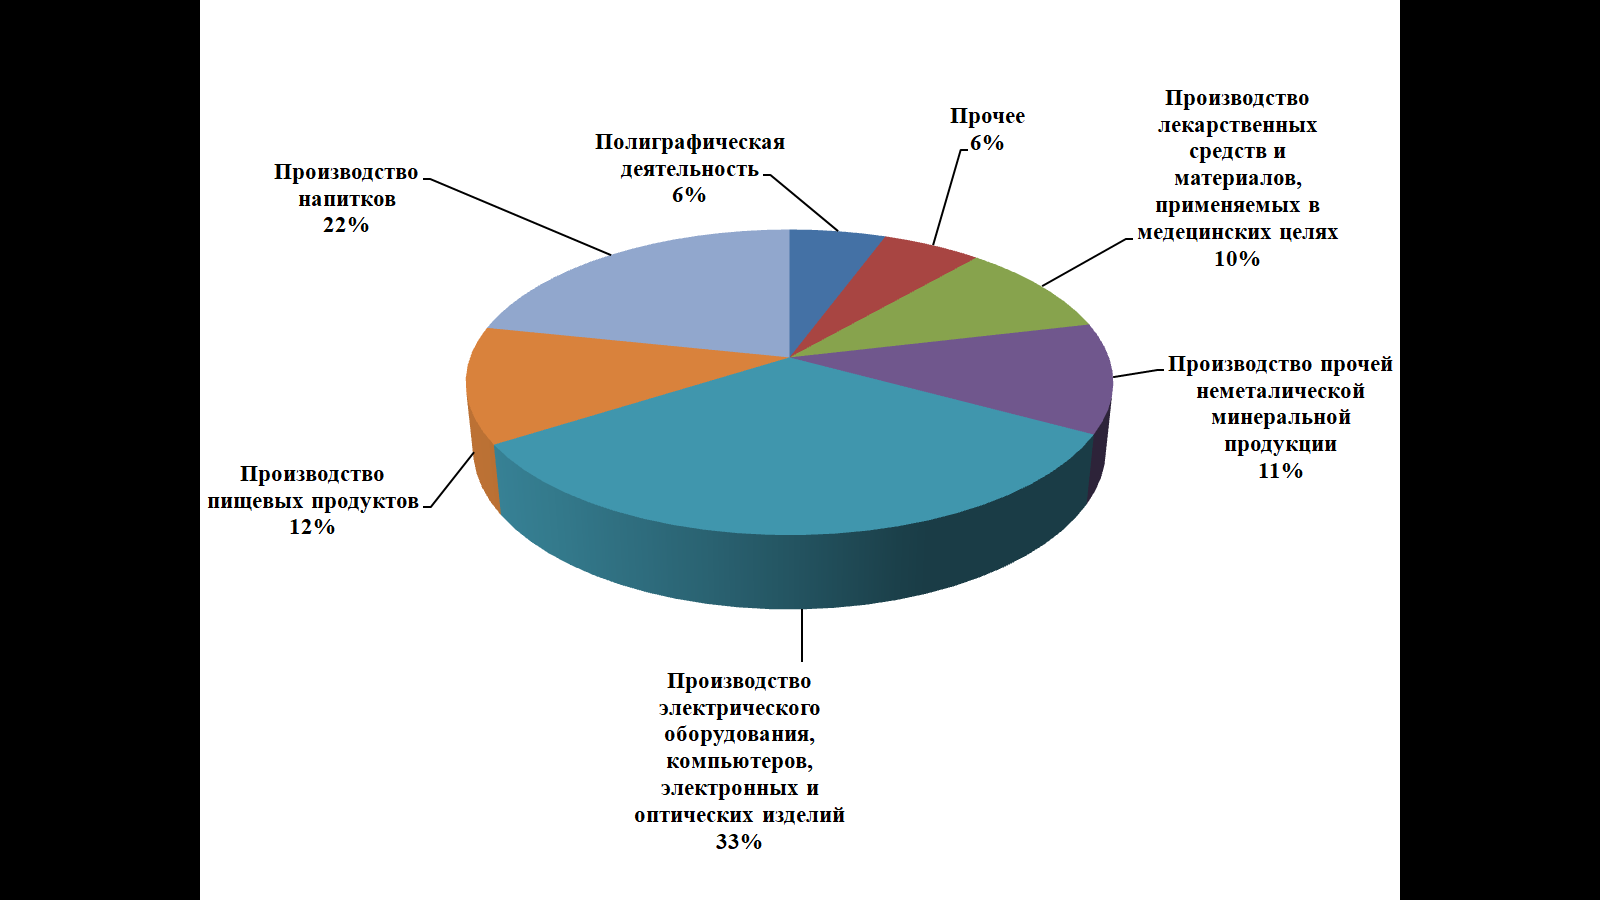 Прочее
6%
Производство
лекарственных
средств и
материалов,
применяемых в
медецинских целях
10%
Производство прочей
неметалической
минеральной
продукции
11%
Производство
электрического
оборудования,
компьютеров,
электронных и
оптических изделий
33%
Производство
пищевых продуктов
12%
Производство
напитков
22%
Полиграфическая
деятельность
6%